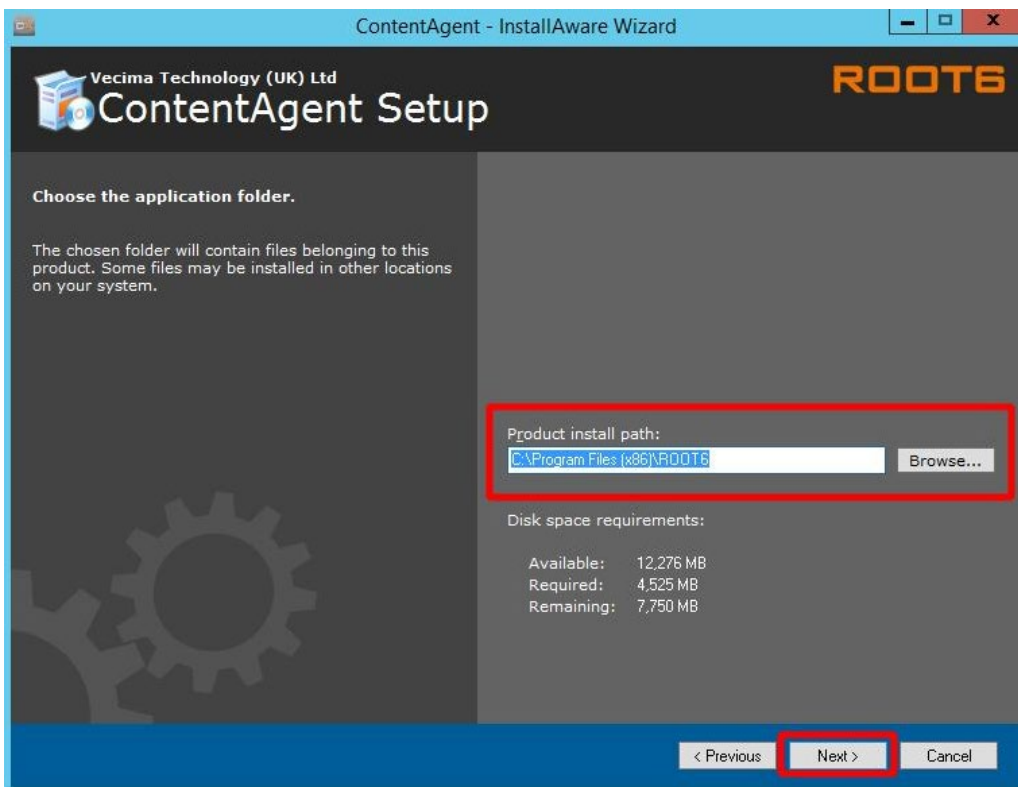 ContentAgent - InstallAware Wizard
Vecima Technology (UK) Ltd
ContentAgent Setup
ROOT6
Choose the application folder.
The chosen folder will contain files belonging to this
product. Some files may be installed in other locations
on your system.
Product install path:
C:\Program Files (x86)\ROOT6
Browse...
Disk space requirements:
Available: 12,276 MB
Required: 4,525 MB
Remaining: 7,750 MB
< Previous Next > Cancel